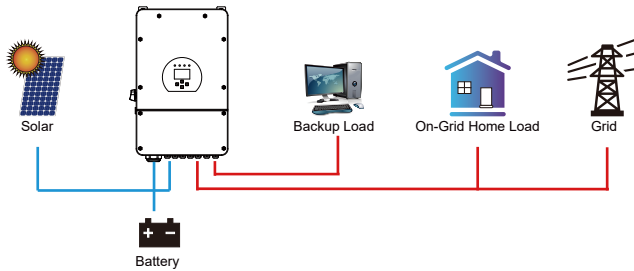 Solar
Backup Load
On-Grid Home Load
Grid
Battery